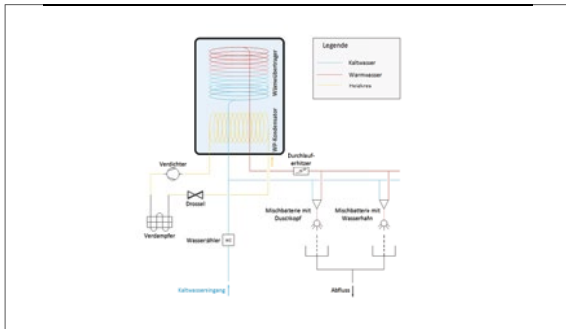 Legende
Kaltwasser
Warmwasser
Heizkreis
Wärmeübertrager
WP-Kondensator
Durchlauf-
erhitzer
Verdichter
Drossel
Verdampfer
Mischbatterie mit
Duschkopf
Mischbatterie mit
Wasserhahn
Wasserzähler
WZ
Kaltwassereingang
Abfluss